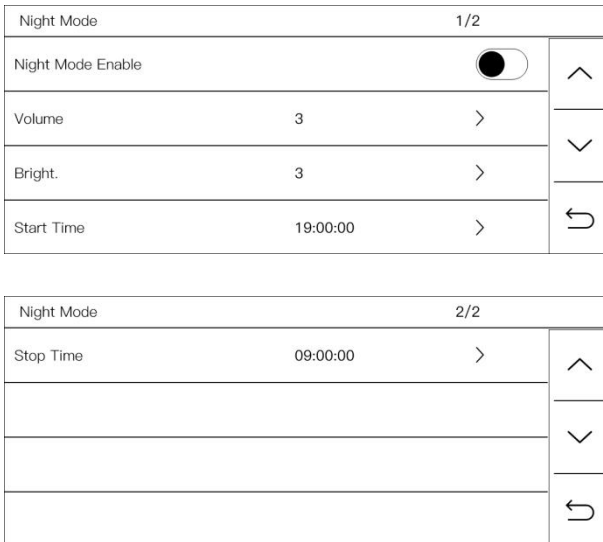 Night Mode 1/2
Night Mode Enable
Volume 3
Bright. 3
Start Time 19:00:00
Night Mode 2/2
Stop Time 09:00:00